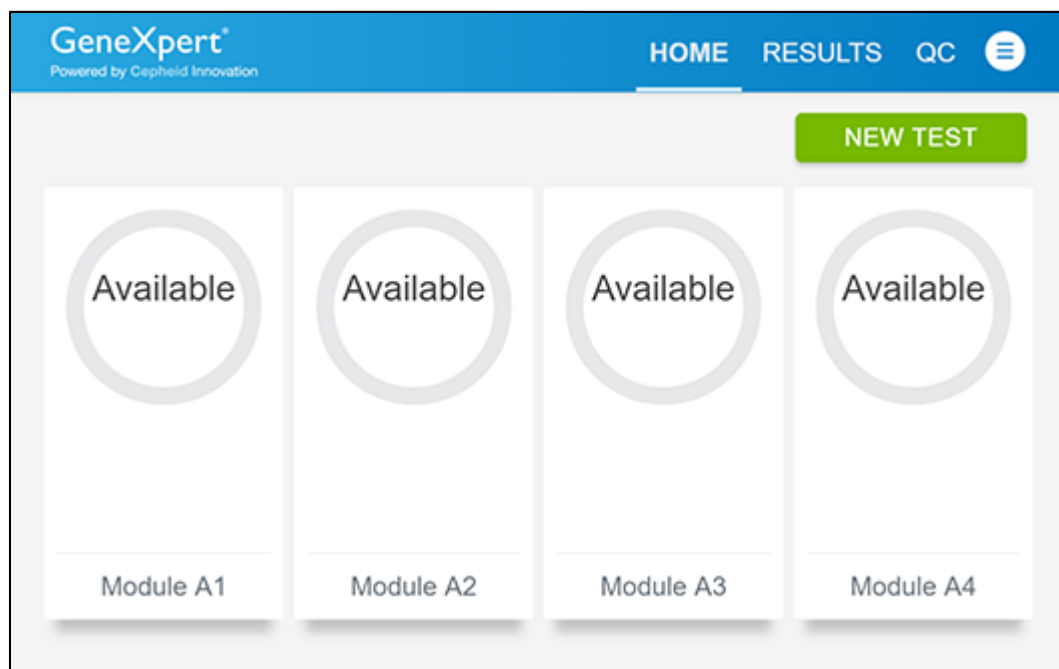 GeneXpert®
Powered by Cepheid Innovation
HOME RESULTS QC
NEW TEST
Available Available Available Available
Module A1 Module A2 Module A3 Module A4